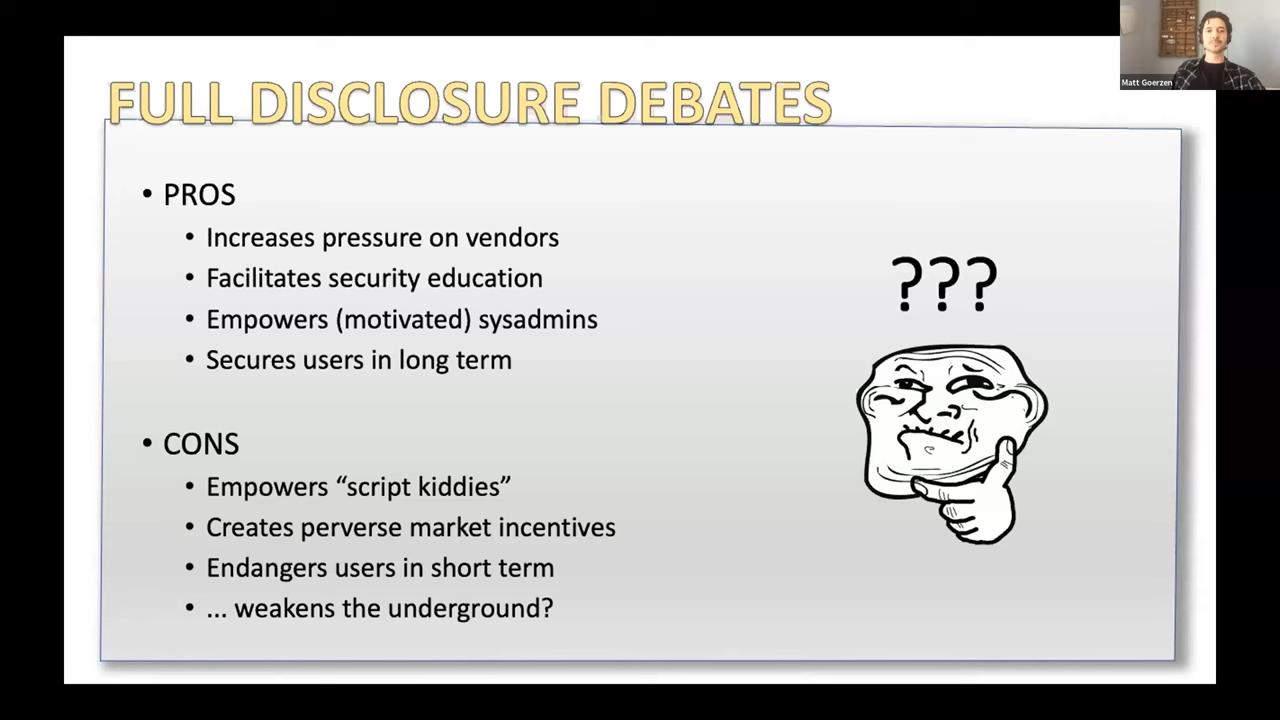 Matt Goerzen
FULL DISCLOSURE DEBATES
• PROS
• Increases pressure on vendors
• Facilitates security education
• Empowers (motivated) sysadmins
• Secures users in long term
• CONS
• Empowers “script kiddies”
• Creates perverse market incentives
• Endangers users in short term
• ... weakens the underground?
???